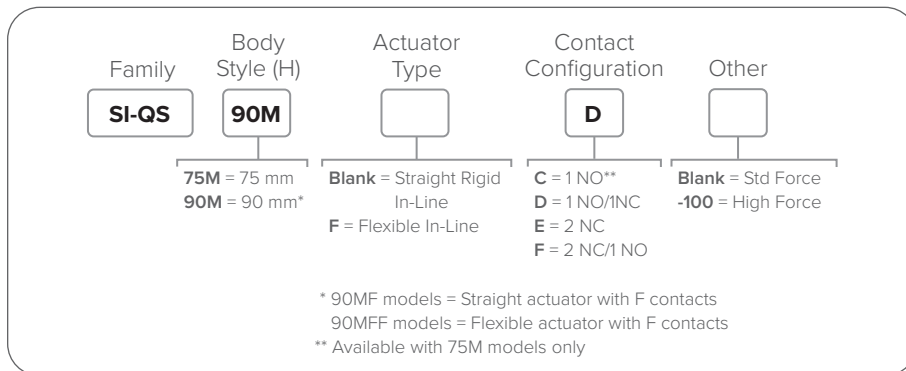 Family
Body
Style (H)
Actuator
Type
Contact
Configuration
Other
SI-QS
90M
D
75M = 75 mm
90M = 90 mm*
Blank = Straight Rigid
In-Line
F = Flexible In-Line
C = 1 NO**
D = 1 NO/1NC
E = 2 NC
F = 2 NC/1 NO
Blank = Std Force
-100 = High Force
* 90MF models = Straight actuator with F contacts
90MFF models = Flexible actuator with F contacts
** Available with 75M models only